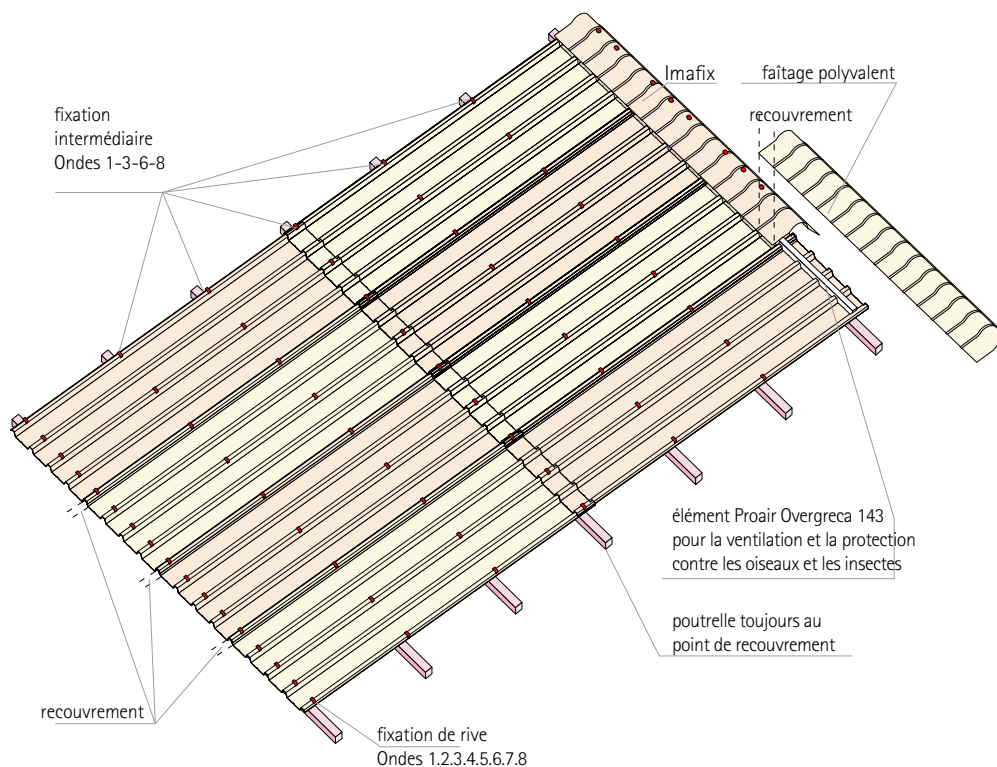 Imafix
faîtage polyvalent
recouvrement
fixation
intermédiaire
Ondes 1-3-6-8
élément Proair Overgreca 143
pour la ventilation et la protection
contre les oiseaux et les insectes
poutrelle toujours au
point de recouvrement
recouvrement
fixation de rive
Ondes 1.2.3.4.5.6.7.8